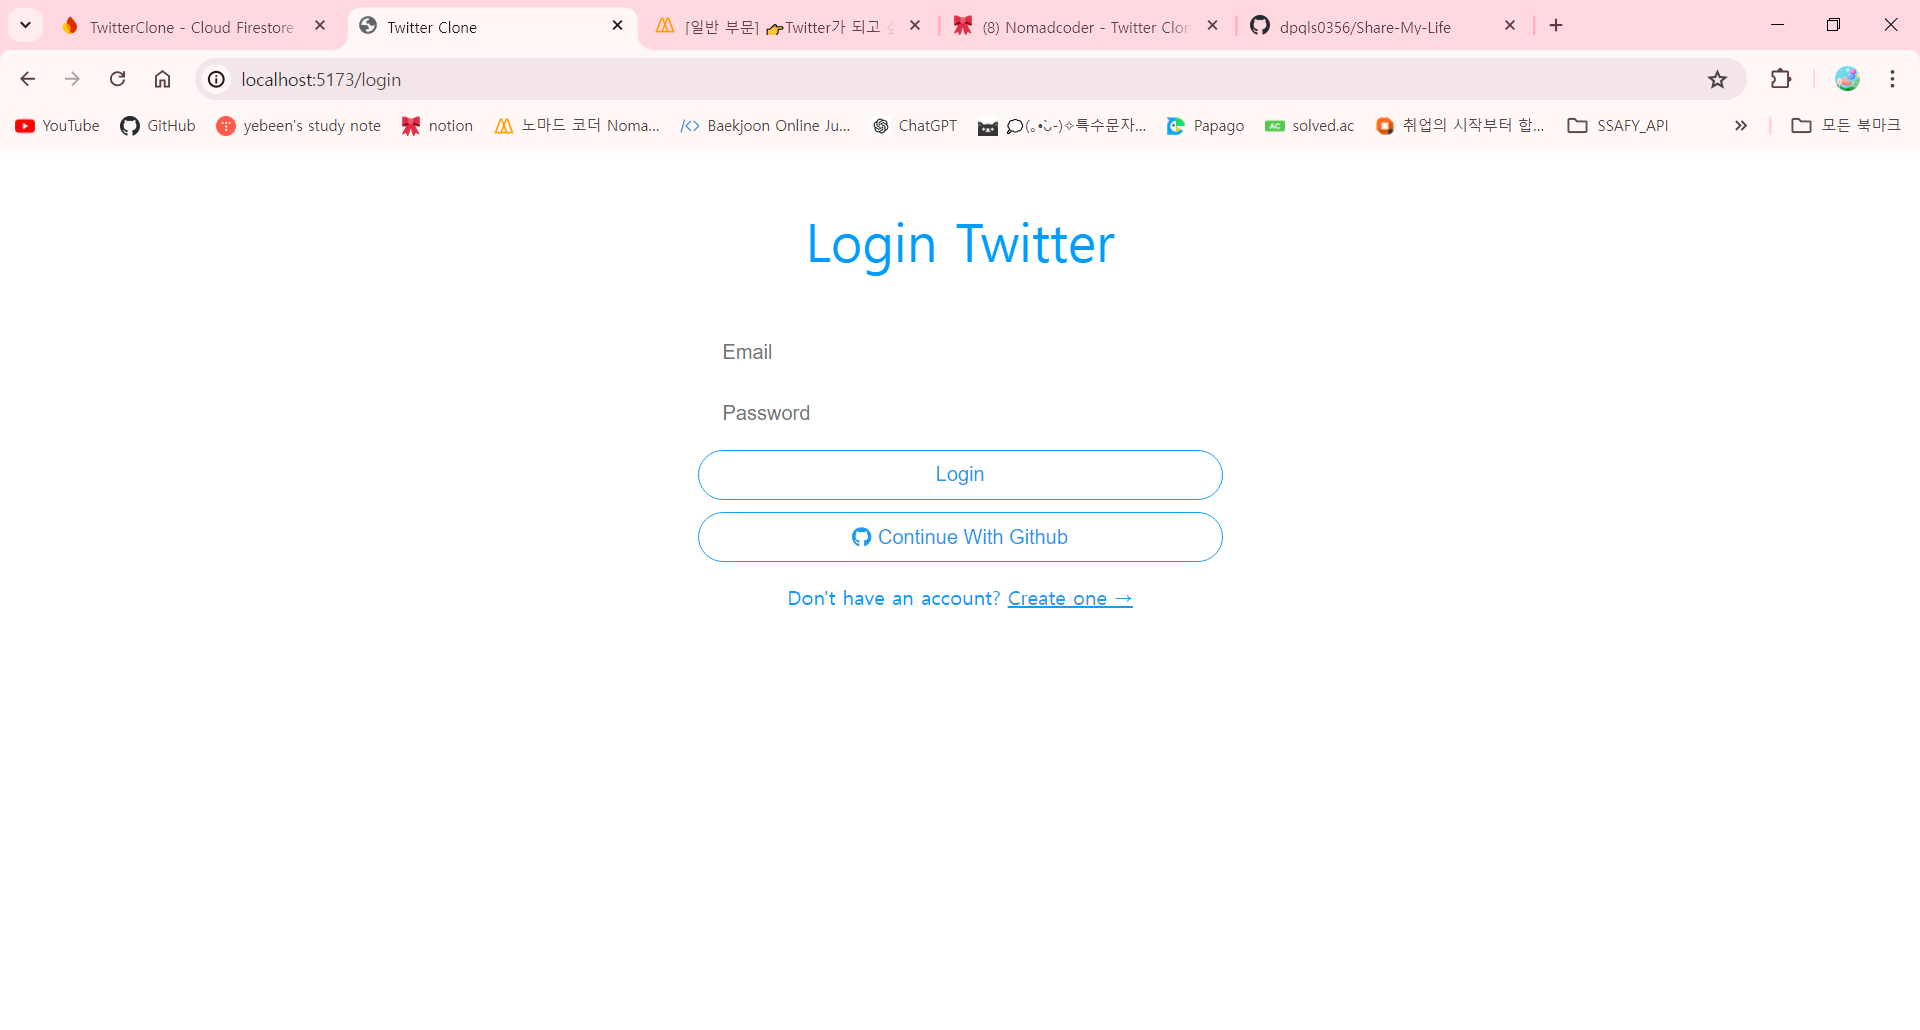 TwitterClone - Cloud Firestore
Twitter Clone
[일반 부문] 👉Twitter가 되고
(8) Nomadcoder - Twitter Clon
dpqls0356/Share-My-Life
localhost:5173/login
YouTube
GitHub
yebeen's study note
notion
노마드 코더 Noma...
Baekjoon Online Ju...
ChatGPT
💭(｡•̀ᴗ-)✧특수문자...
Papago
solved.ac
취업의 시작부터 합...
SSAFY_API
모든 북마크
Login Twitter
Email
Password
Login
Continue With Github
Don't have an account? Create one →